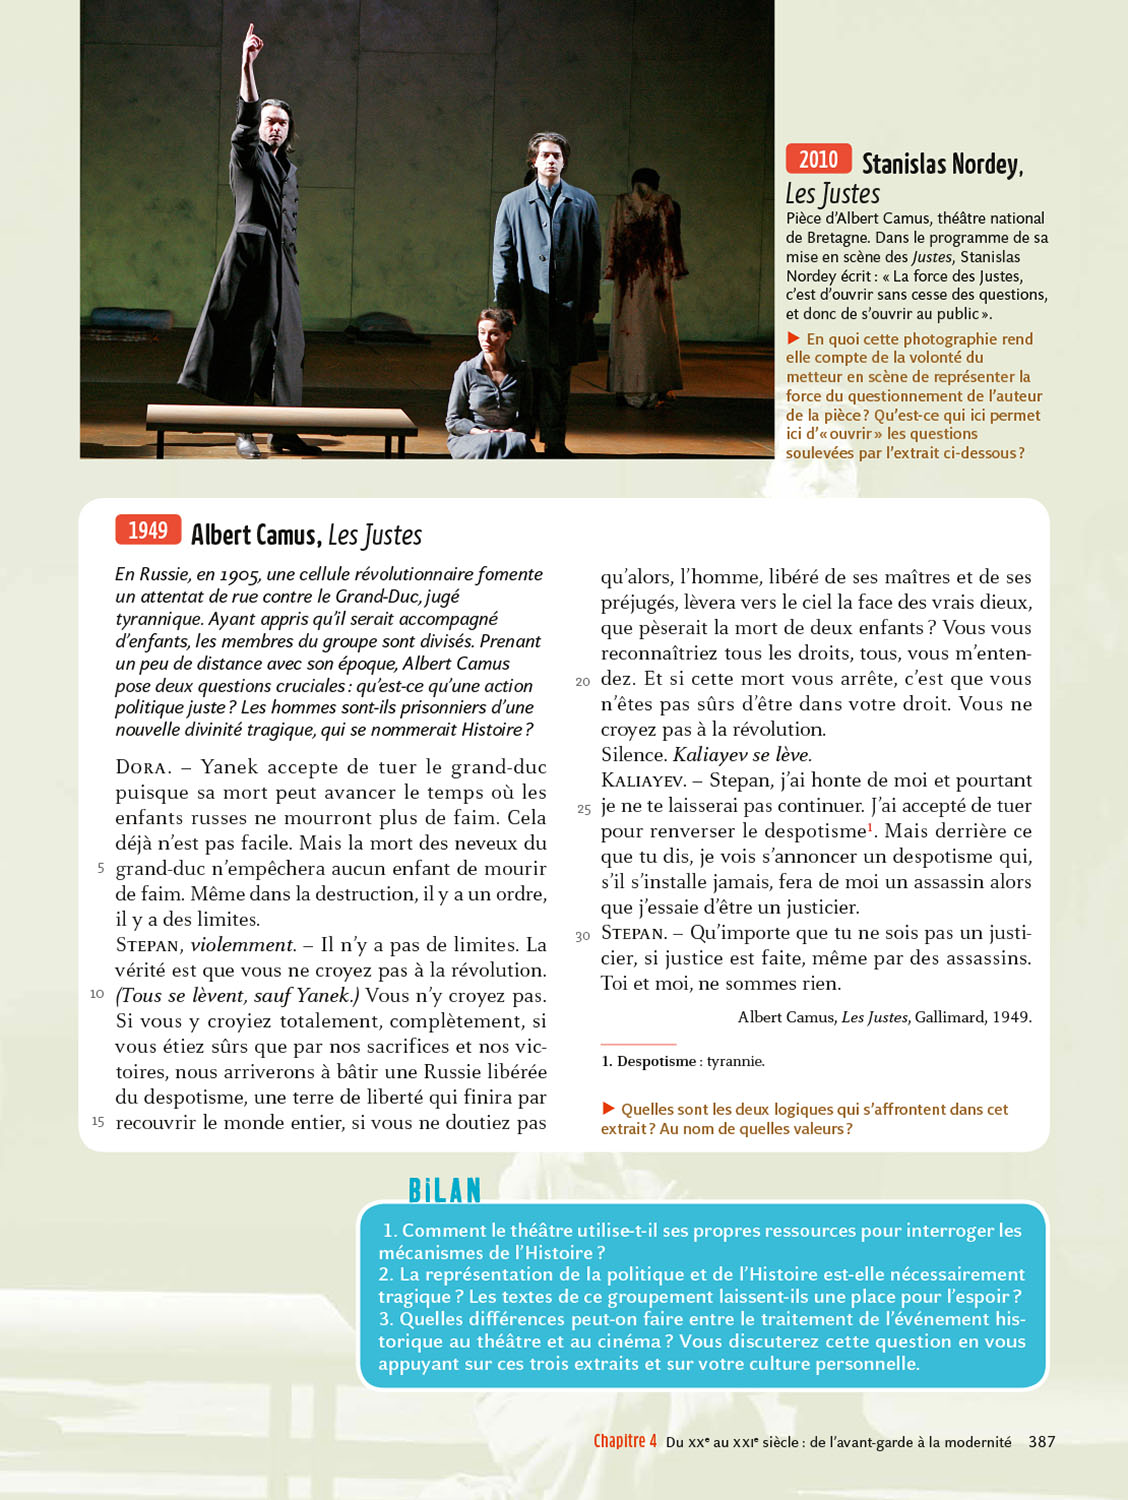 2010 Stanislas Nordey,
Les Justes
Pièce d'Albert Camus, théâtre national
de Bretagne. Dans le programme de sa
mise en scène des Justes, Stanislas
Nordey écrit : « La force des Justes,
c'est d'ouvrir sans cesse des questions,
et donc de s'ouvrir au public ».
▶ En quoi cette photographie rend
elle compte de la volonté du
metteur en scène de représenter la
force du questionnement de l'auteur
de la pièce ? Qu'est-ce qui ici permet
ici d'« ouvrir » les questions
soulevées par l'extrait ci-dessous ?
1949 Albert Camus, Les Justes
En Russie, en 1905, une cellule révolutionnaire fomente
un attentat de rue contre le Grand-Duc, jugé
tyrannique. Ayant appris qu'il serait accompagné
d'enfants, les membres du groupe sont divisés. Prenant
un peu de distance avec son époque, Albert Camus
pose deux questions cruciales : qu'est-ce qu'une action
politique juste ? Les hommes sont-ils prisonniers d'une
nouvelle divinité tragique, qui se nommerait Histoire ?
DORA. – Yanek accepte de tuer le grand-duc
puisque sa mort peut avancer le temps où les
enfants russes ne mourront plus de faim. Cela
déjà n'est pas facile. Mais la mort des neveux du
5 grand-duc n'empêchera aucun enfant de mourir
de faim. Même dans la destruction, il y a un ordre,
il y a des limites.
STEPAN, violemment. – Il n'y a pas de limites. La
vérité est que vous ne croyez pas à la révolution.
10 (Tous se lèvent, sauf Yanek.) Vous n'y croyez pas.
Si vous y croyiez totalement, complètement, si
vous étiez sûrs que par nos sacrifices et nos vic-
toires, nous arriverons à bâtir une Russie libérée
du despotisme, une terre de liberté qui finira par
15 recouvrir le monde entier, si vous ne doutiez pas
qu'alors, l'homme, libéré de ses maîtres et de ses
préjugés, lèvera vers le ciel la face des vrais dieux,
que pèserait la mort de deux enfants ? Vous vous
reconnaîtriez tous les droits, tous, vous m'enten-
20 dez. Et si cette mort vous arrête, c'est que vous
n'êtes pas sûrs d'être dans votre droit. Vous ne
croyez pas à la révolution.
Silence. Kaliayev se lève.
KALIAYEV. – Stepan, j'ai honte de moi et pourtant
25 je ne te laisserai pas continuer. J'ai accepté de tuer
pour renverser le despotisme1. Mais derrière ce
que tu dis, je vois s'annoncer un despotisme qui,
s'il s'installe jamais, fera de moi un assassin alors
que j'essaie d'être un justicier.
30 STEPAN. – Qu'importe que tu ne sois pas un justi-
cier, si justice est faite, même par des assassins.
Toi et moi, ne sommes rien.
Albert Camus, Les Justes, Gallimard, 1949.
1. Despotisme : tyrannie.
▶ Quelles sont les deux logiques qui s'affrontent dans cet
extrait ? Au nom de quelles valeurs ?
BiLAN
1. Comment le théâtre utilise-t-il ses propres ressources pour interroger les
mécanismes de l'Histoire ?
2. La représentation de la politique et de l'Histoire est-elle nécessairement
tragique ? Les textes de ce groupement laissent-ils une place pour l'espoir ?
3. Quelles différences peut-on faire entre le traitement de l'événement his-
torique au théâtre et au cinéma ? Vous discuterez cette question en vous
appuyant sur ces trois extraits et sur votre culture personnelle.
Chapitre 4 Du XXe au XXIe siècle : de l'avant-garde à la modernité 387